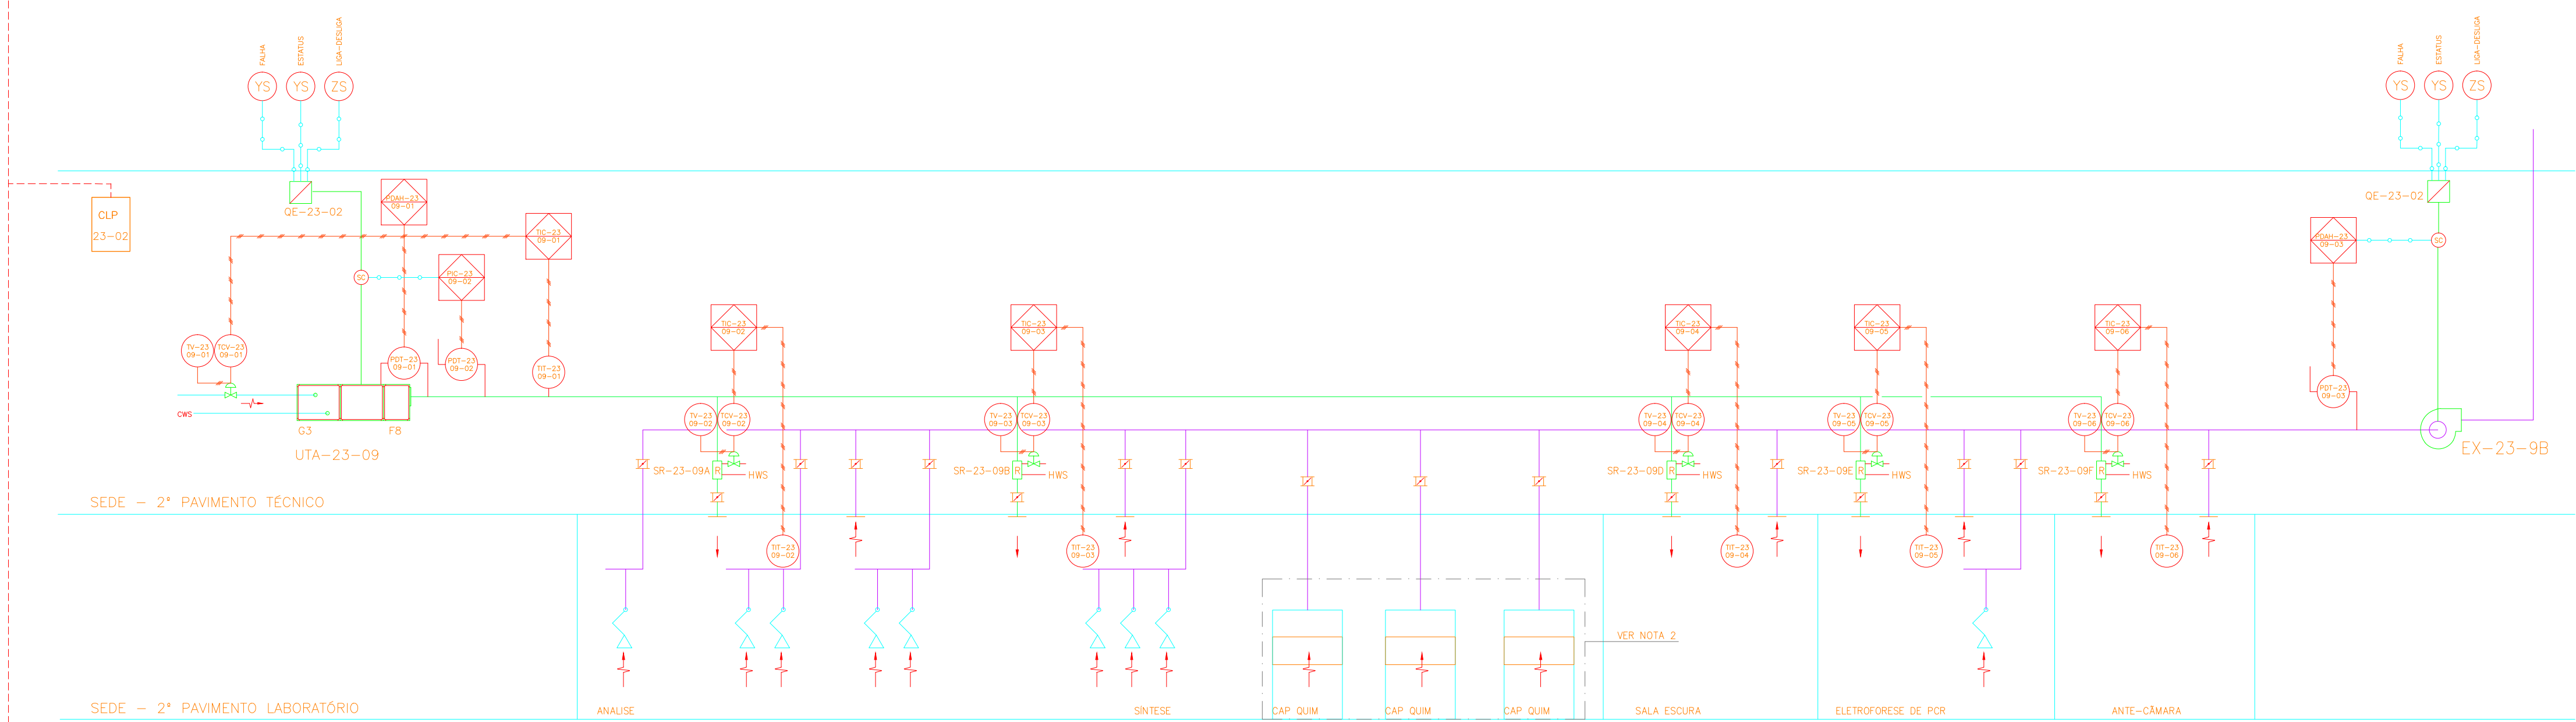 FALHA
ESTATUS
LIGA-DESLIGA
YS
YS
ZS
FALHA
ESTATUS
LIGA-DESLIGA
YS
YS
ZS
QE-23-02
QE-23-02
CLP
23-02
PDAH-23
09-01
TIC-23
09-01
PIC-23
09-02
SC
PDAH-23
09-03
SC
TV-23
09-01
TCV-23
09-01
PDT-23
09-01
PDT-23
09-02
TIT-23
09-01
TIC-23
09-02
TIC-23
09-03
TIC-23
09-04
TIC-23
09-05
TIC-23
09-06
PDT-23
09-03
CWS
G3
F8
UTA-23-09
TV-23
09-02
TCV-23
09-02
TV-23
09-03
TCV-23
09-03
TV-23
09-04
TCV-23
09-04
TV-23
09-05
TCV-23
09-05
TV-23
09-06
TCV-23
09-06
EX-23-9B
SR-23-09A
R
HWS
SR-23-09B
R
HWS
SR-23-09D
R
HWS
SR-23-09E
R
HWS
SR-23-09F
R
HWS
SEDE - 2° PAVIMENTO TÉCNICO
TIT-23
09-02
TIT-23
09-03
TIT-23
09-04
TIT-23
09-05
TIT-23
09-06
VER NOTA 2
SEDE - 2° PAVIMENTO LABORATÓRIO
ANALISE
SÍNTESE
CAP QUIM
CAP QUIM
CAP QUIM
SALA ESCURA
ELETROFORESE DE PCR
ANTE-CÂMARA